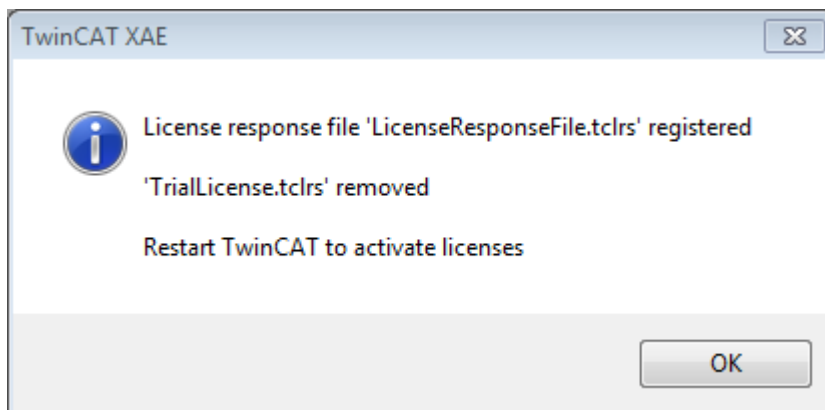 TwinCAT XAE
License response file 'LicenseResponseFile.tclrs' registered
'TrialLicense.tclrs' removed
Restart TwinCAT to activate licenses
OK